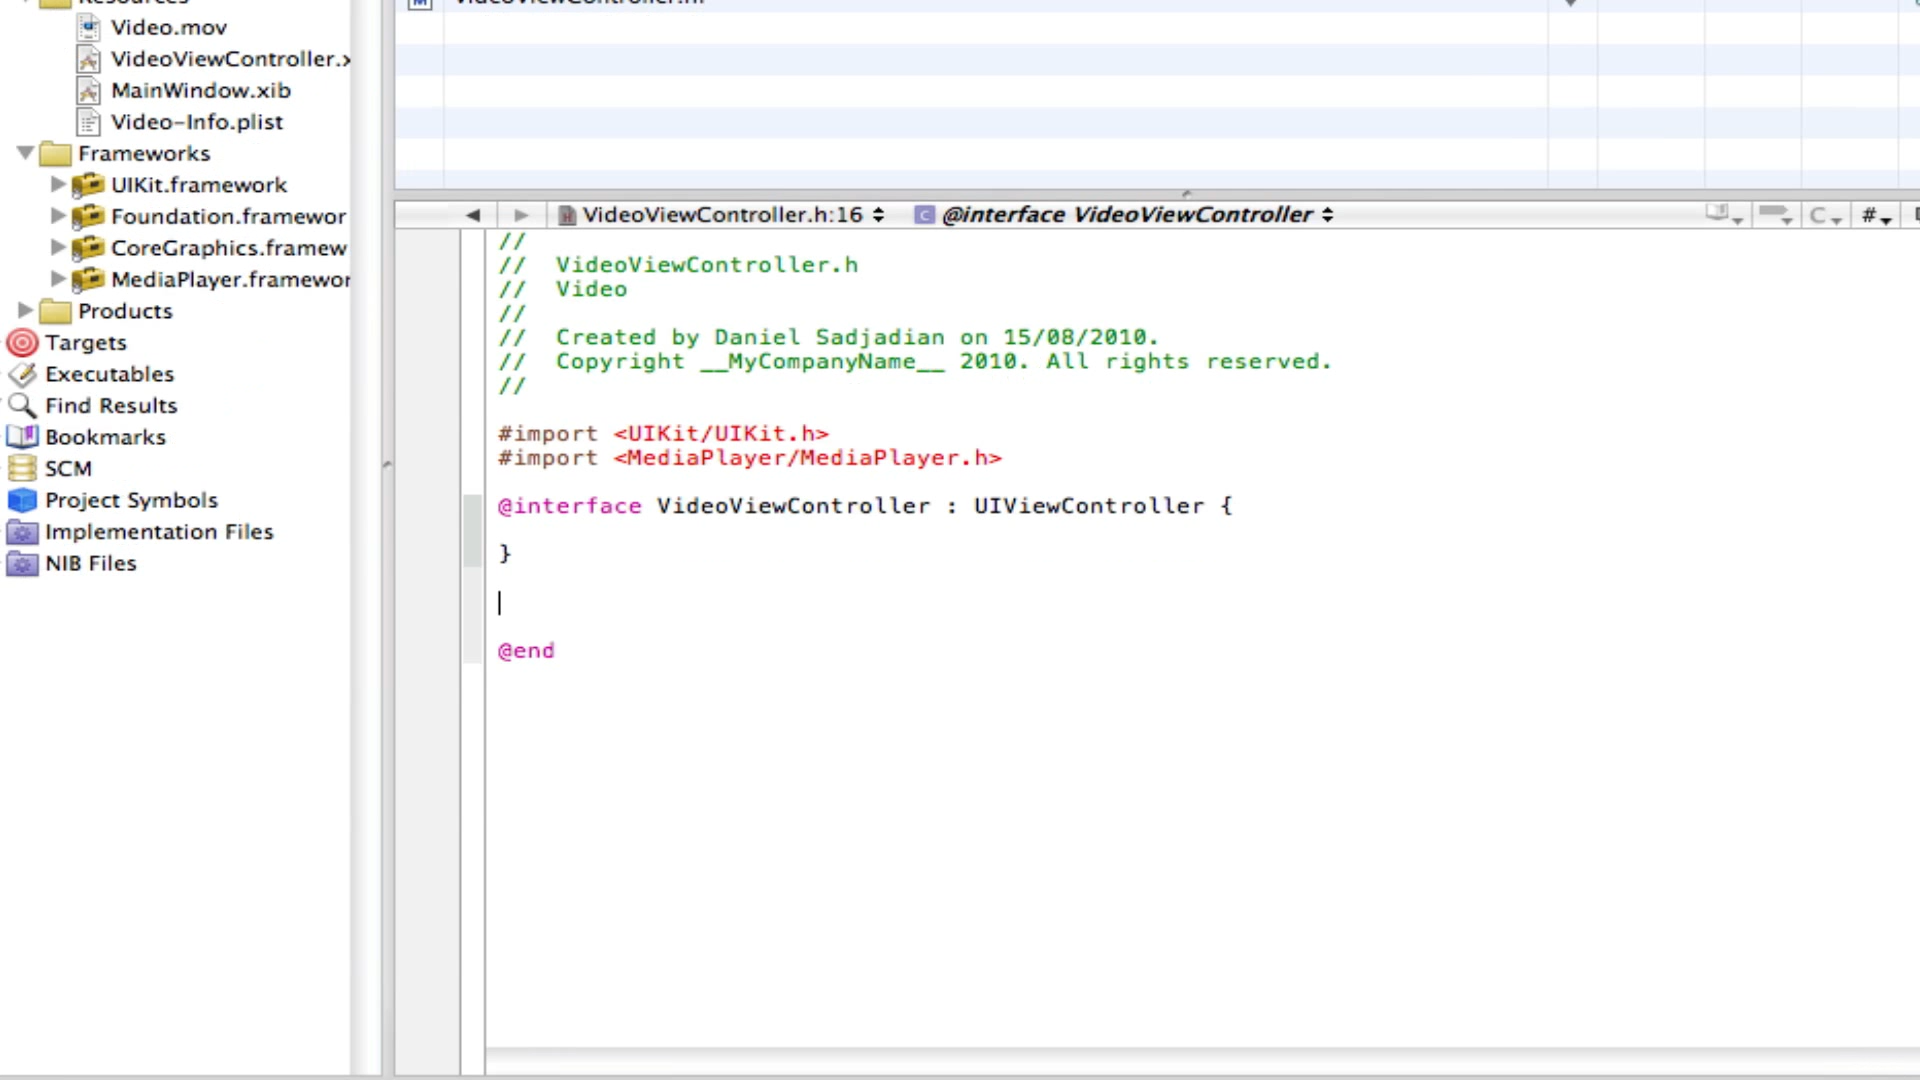 Resources
Video.mov
VideoViewController.x
MainWindow.xib
Video-Info.plist
Frameworks
UIKit.framework
Foundation.framewor
CoreGraphics.framew
MediaPlayer.framewor
Products
Targets
Executables
Find Results
Bookmarks
SCM
Project Symbols
Implementation Files
NIB Files
VideoViewController.m
VideoViewController.h:16 @interface VideoViewController C #
//
// VideoViewController.h
// Video
//
// Created by Daniel Sadjadian on 15/08/2010.
// Copyright __MyCompanyName__ 2010. All rights reserved.
//
#import <UIKit/UIKit.h>
#import <MediaPlayer/MediaPlayer.h>
@interface VideoViewController : UIViewController {
}
@end